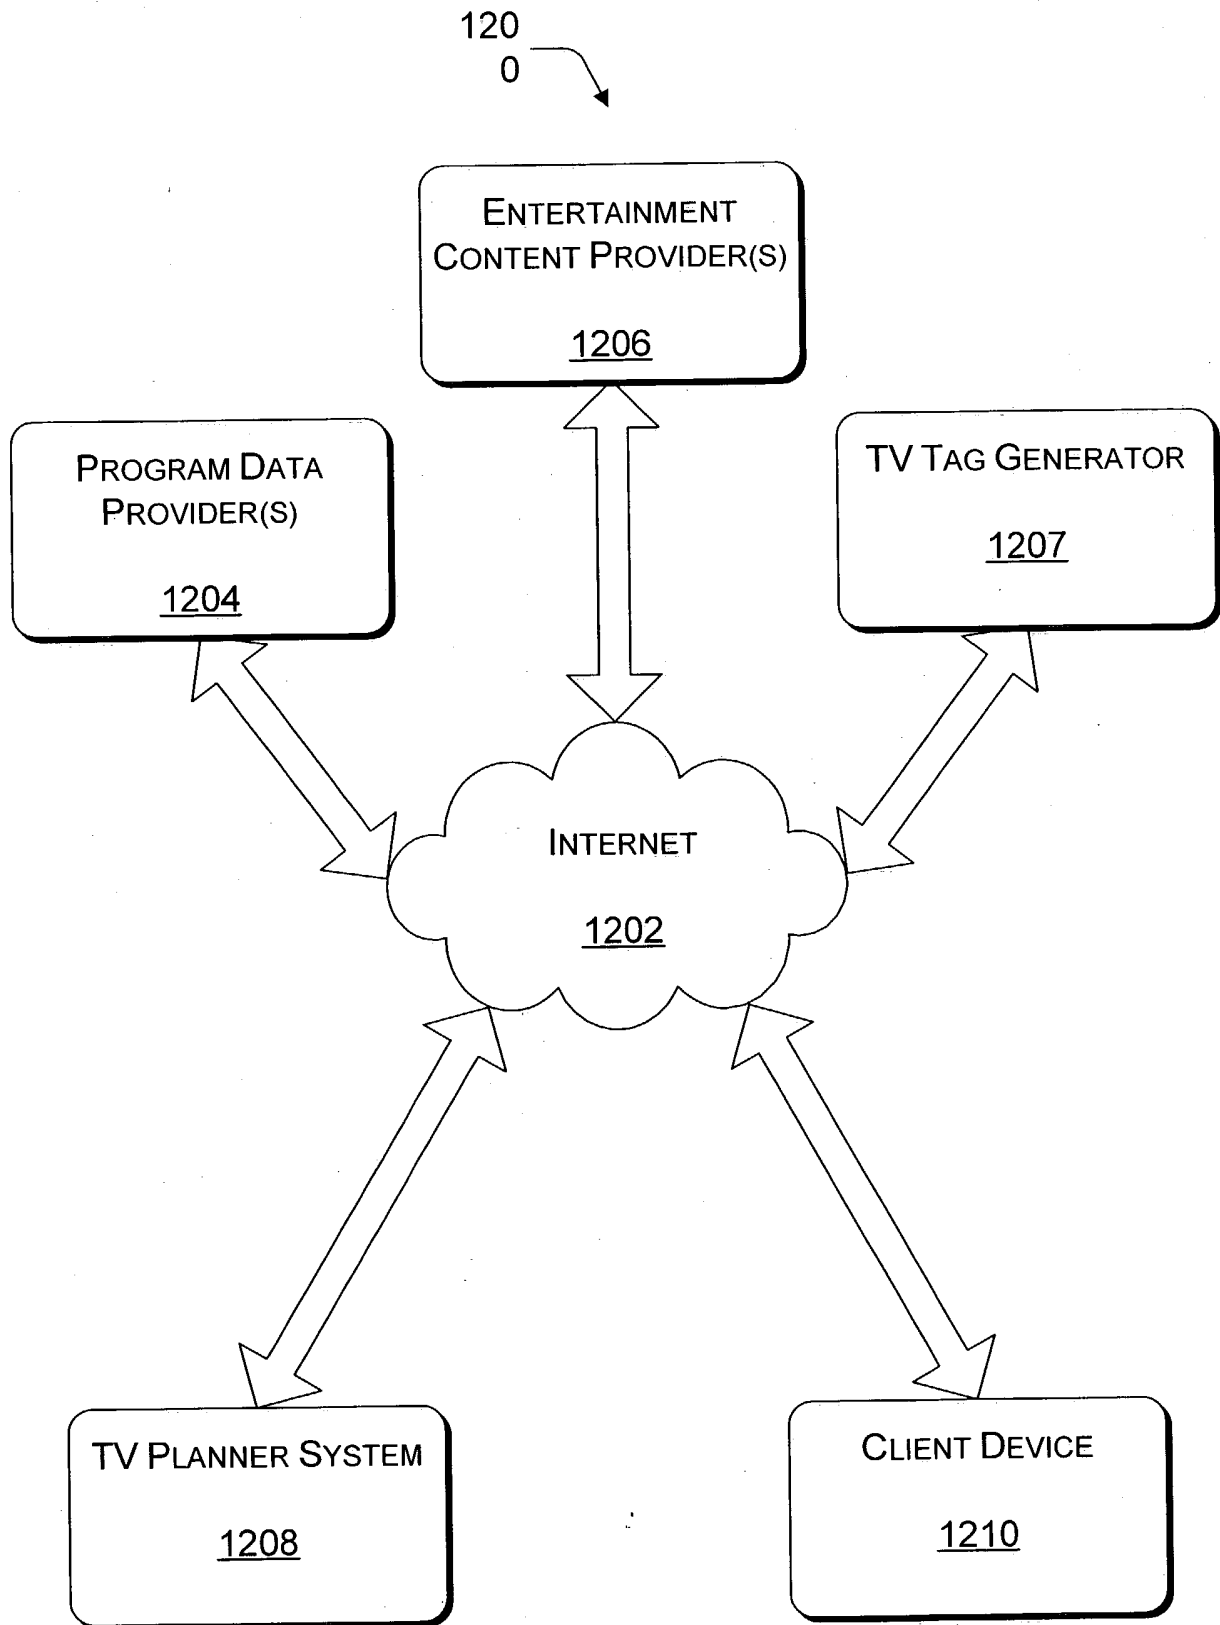 120
0
ENTERTAINMENT
CONTENT PROVIDER(S)
1206
PROGRAM DATA
PROVIDER(S)
1204
TV TAG GENERATOR
1207
INTERNET
1202
TV PLANNER SYSTEM
1208
CLIENT DEVICE
1210